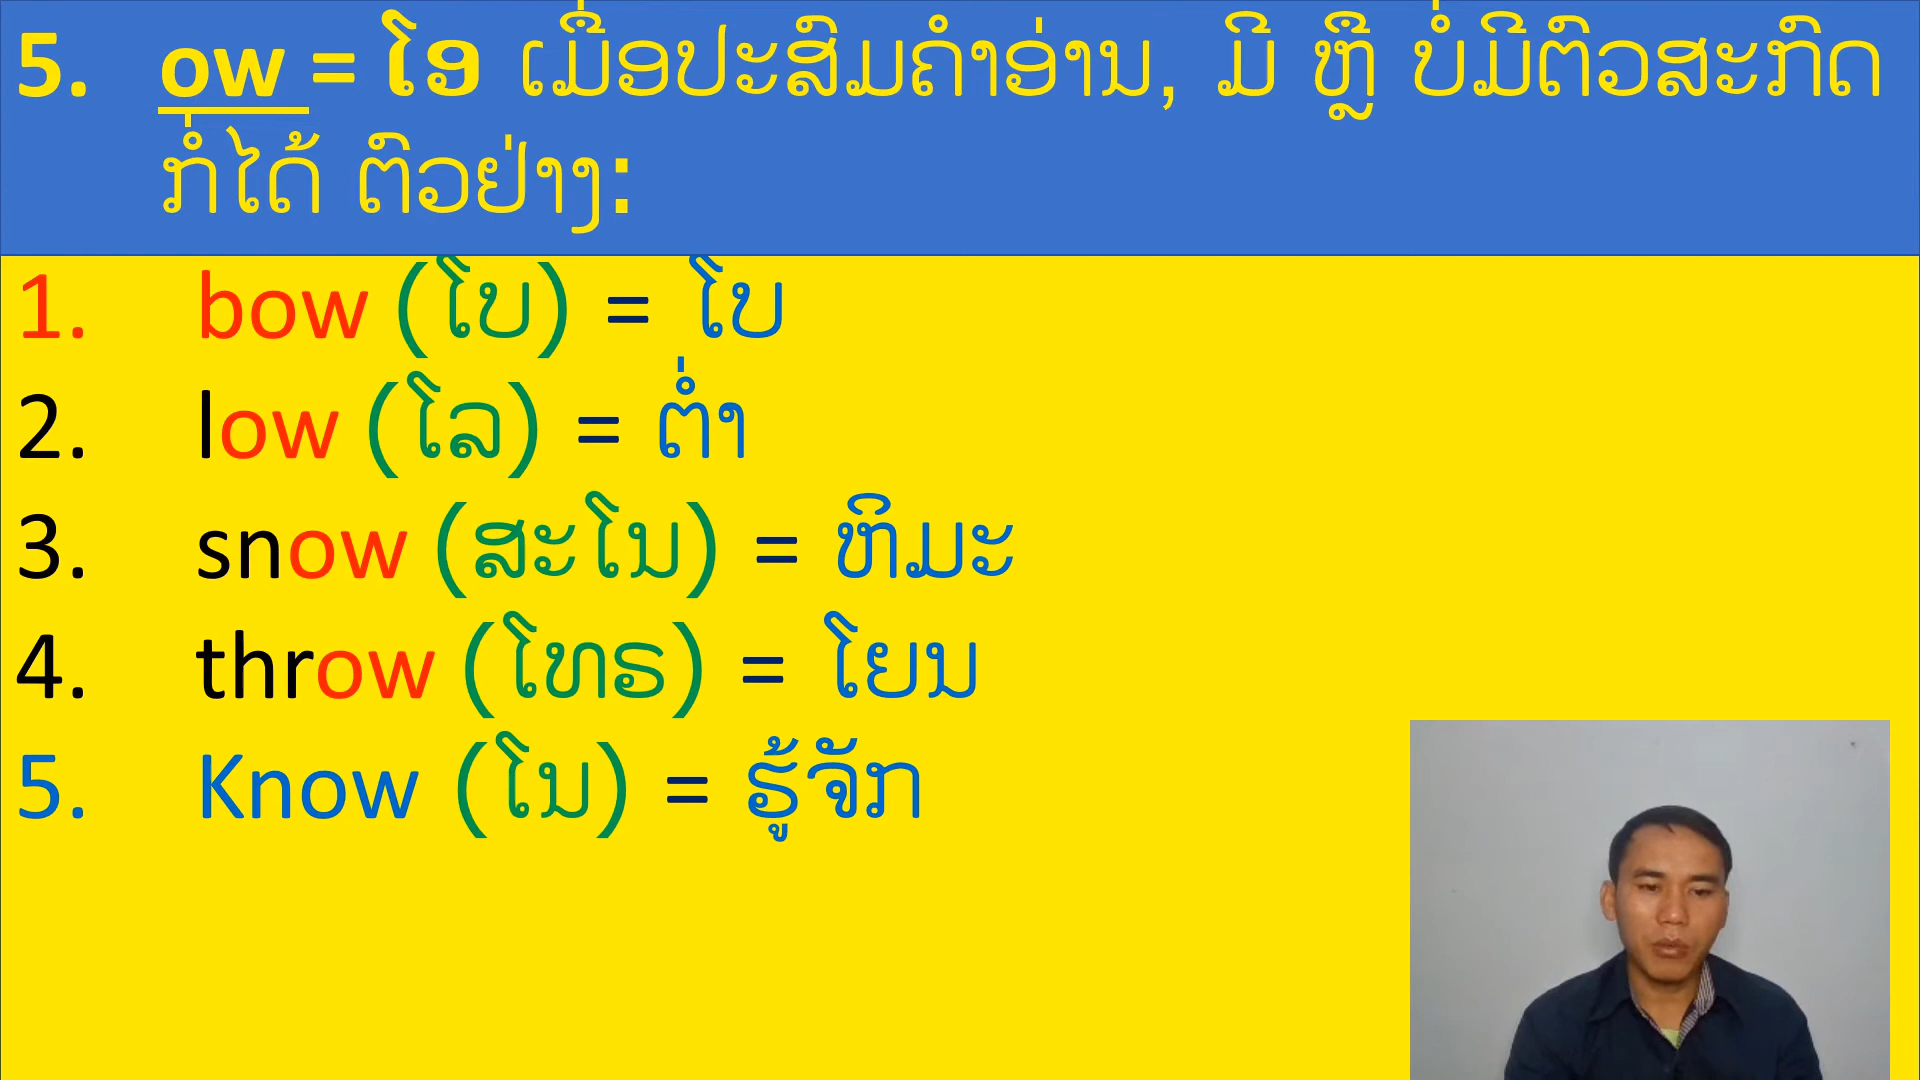 5. ow = ໂອ ເມື່ອປະສົມຄຳອ່ານ, ມີ ຫຼື ບໍ່ມີຕົວສະກົດ
ກໍ່ໄດ້ ຕົວຢ່າງ:
1. bow (ໂບ) = ໂບ
2. low (ໂລ) = ຕ່ຳ
3. snow (ສະໂນ) = ຫິມະ
4. throw (ໂທຣ) = ໂຍນ
5. Know (ໂນ) = ຮູ້ຈັກ